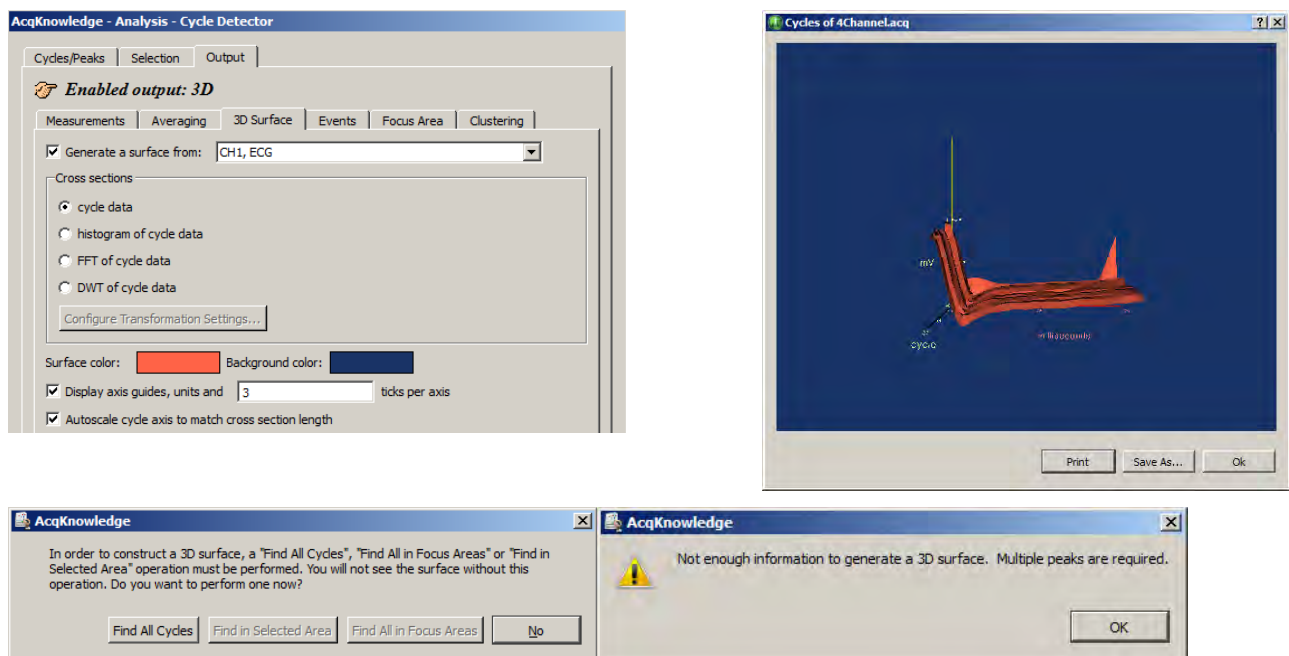 AcqKnowledge - Analysis - Cycle Detector
Cycles/Peaks Selection Output
Enabled output: 3D
Measurements Averaging 3D Surface Events Focus Area Clustering
Generate a surface from: CH1, ECG
Cross sections
cycle data
histogram of cycle data
FFT of cycle data
DWT of cycle data
Configure Transformation Settings...
Surface color: Background color:
Display axis guides, units and 3 ticks per axis
Autoscale cycle axis to match cross section length
Cycles of 4Channel.acq
mV
cycle
Print Save As... Ok
AcqKnowledge
In order to construct a 3D surface, a "Find All Cycles", "Find All in Focus Areas" or "Find in
Selected Area" operation must be performed. You will not see the surface without this
operation. Do you want to perform one now?
Find All Cycles Find in Selected Area Find All in Focus Areas No
AcqKnowledge
Not enough information to generate a 3D surface. Multiple peaks are required.
OK